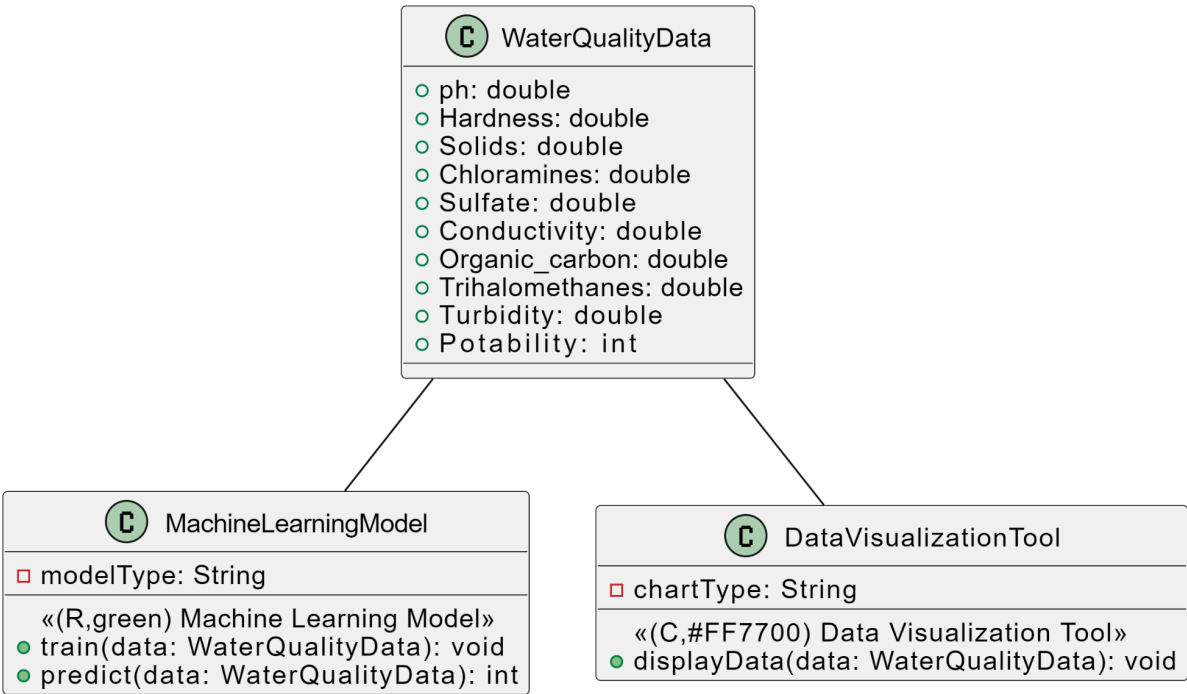 C WaterQualityData
ph: double
Hardness: double
Solids: double
Chloramines: double
Sulfate: double
Conductivity: double
Organic_carbon: double
Trihalomethanes: double
Turbidity: double
Potability: int
C MachineLearningModel
modelType: String
«(R,green) Machine Learning Model»
train(data: WaterQualityData): void
predict(data: WaterQualityData): int
C DataVisualizationTool
chartType: String
«(C,#FF7700) Data Visualization Tool»
displayData(data: WaterQualityData): void